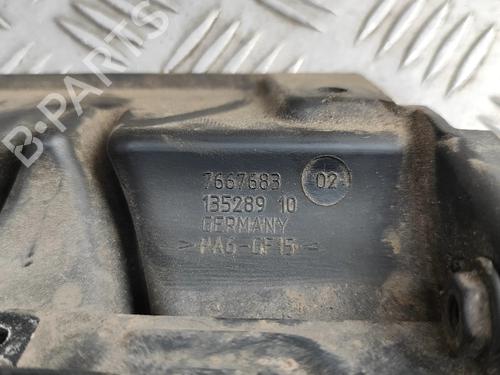 7667683 02
135289 10
GERMANY
>PA6-GF15<
B-PARTS